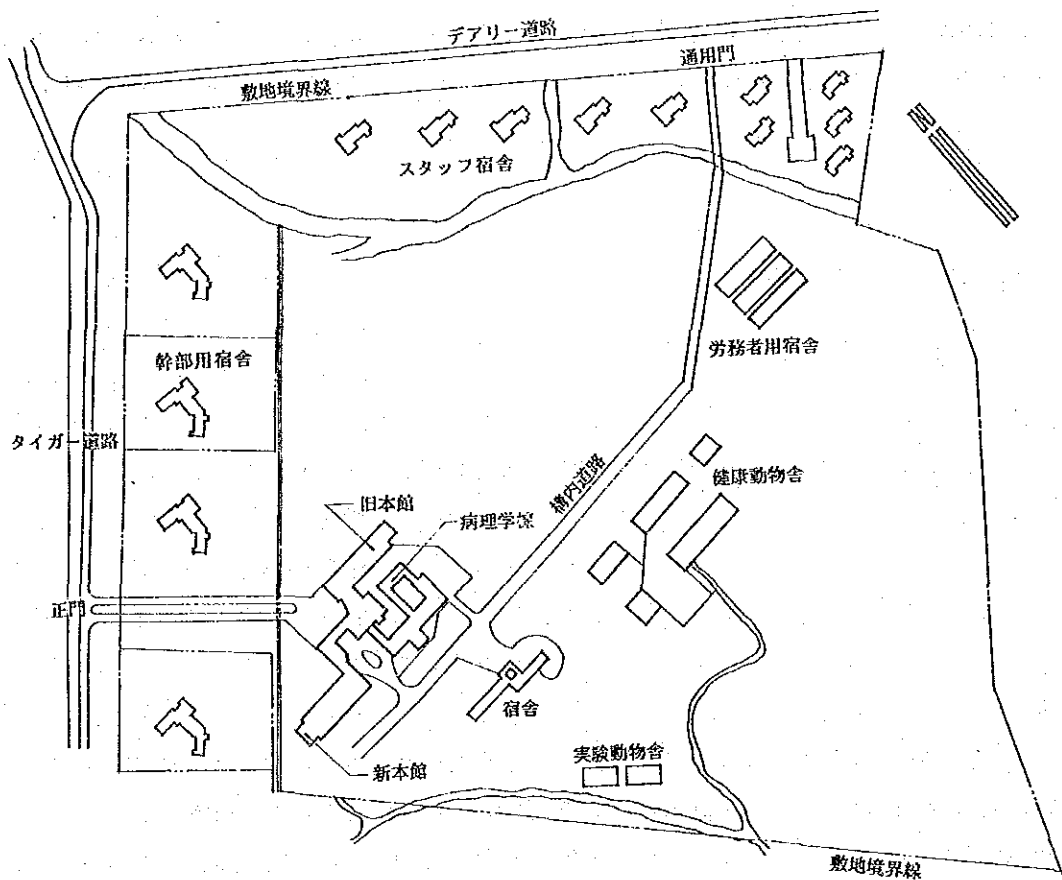 デアリー道路
通用門
敷地境界線
スタッフ宿舎
労務者用宿舎
幹部用宿舎
タイガー道路
構内道路
健康動物舎
旧本館
病理学館
正門
宿舎
実験動物舎
新本館
敷地境界線